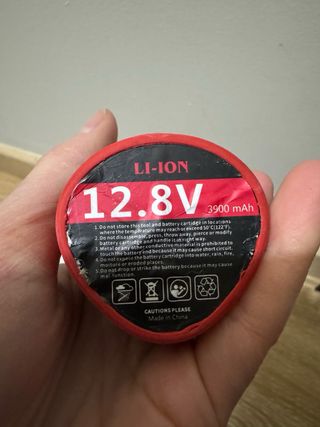 LI-ION
12.8V 3900 mAh
1. Do not store this tool and battery cartridge in locations
where the temperature may reach or exceed 50°C(122°F).
2. Do not disassemble, press, throw away, pierce or modify
battery cartridge and handle it alright way.
3. Metal or any other conductive material is prohibited to
touch the battery end because it may cause short circuit.
4. Do not expose the battery cartridge into water, rain, fire,
moisture or eroded places.
5. Do not drop or strike the battery because it may cause
mal function.
CAUTIONS PLEASE
Made in China